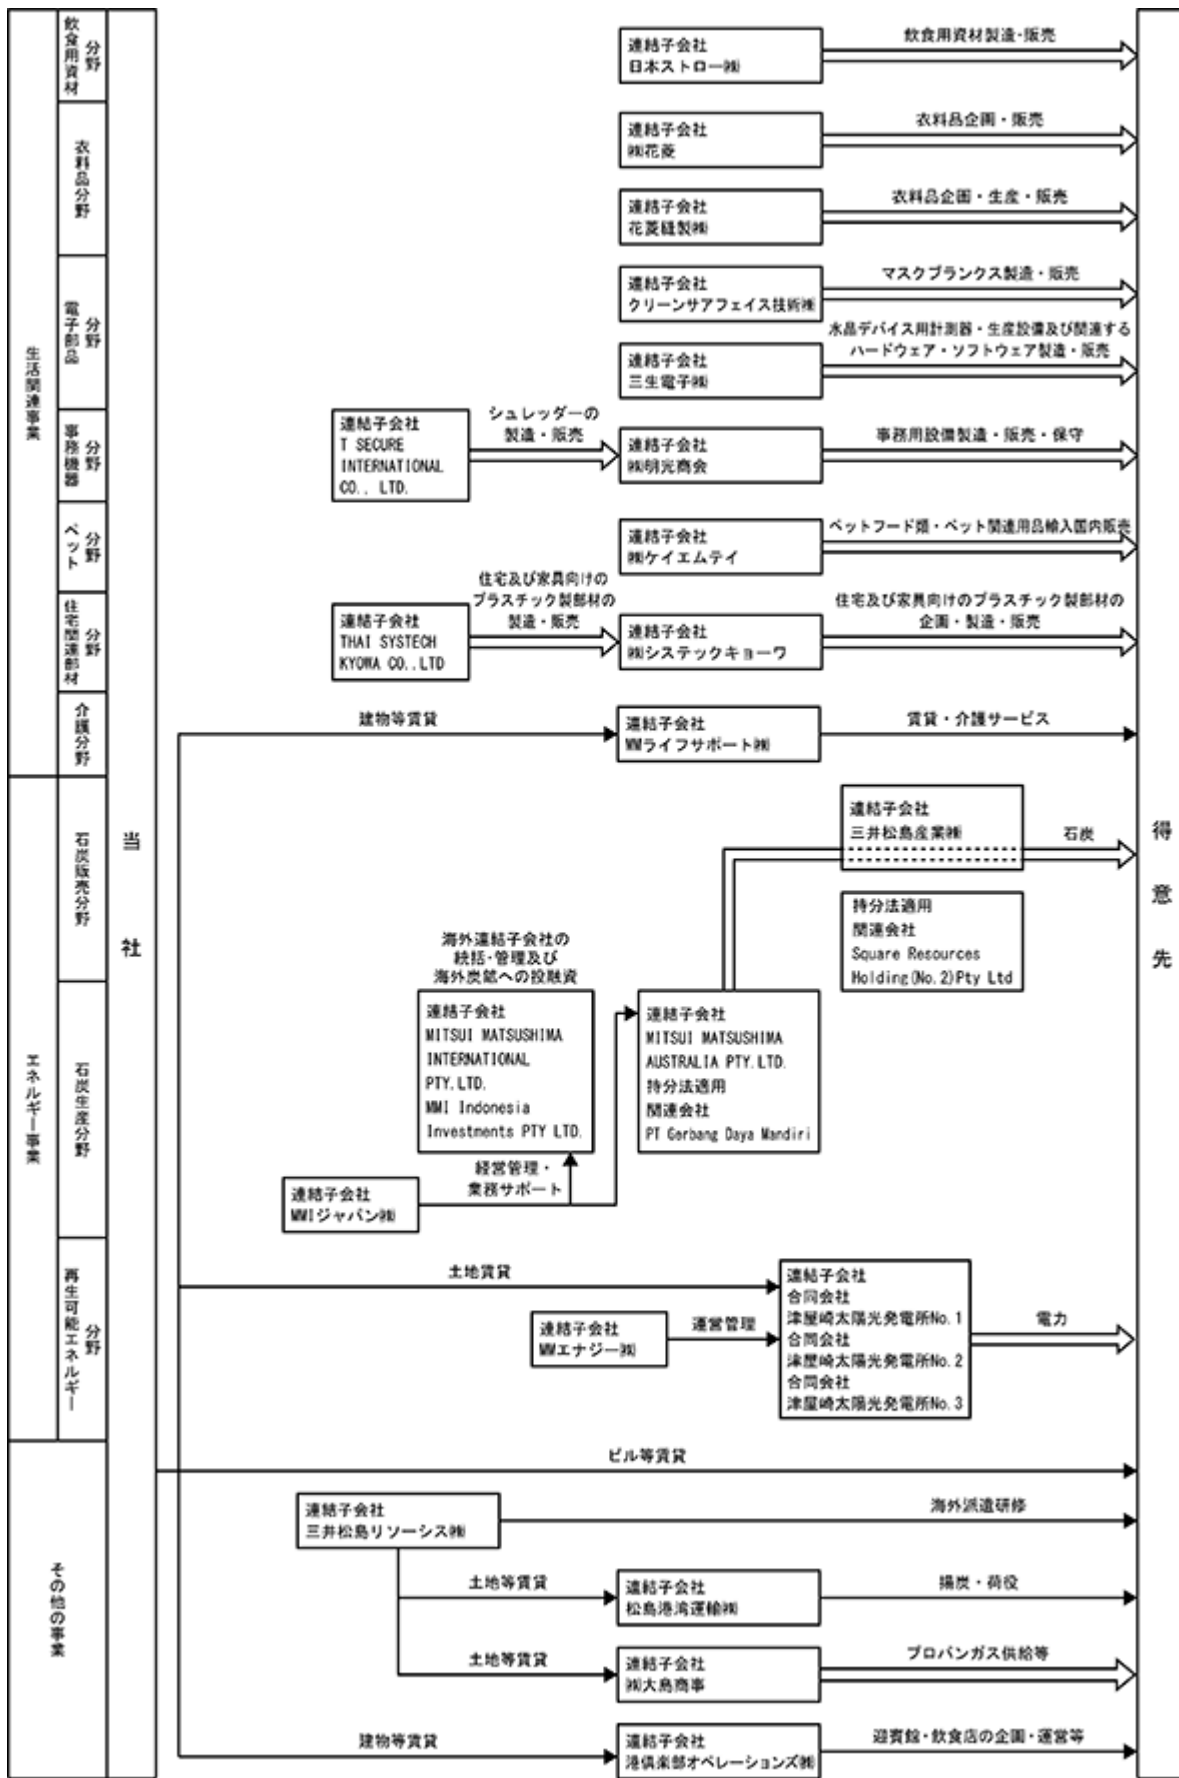 生活関連事業
飲食用資材
分野
連結子会社
日本ストロー㈱
飲食用資材製造・販売
衣料品分野
連結子会社
㈱花菱
衣料品企画・販売
連結子会社
花菱縫製㈱
衣料品企画・生産・販売
電子部品
分野
連結子会社
クリーンサアフェイス技術㈱
マスクブランクス製造・販売
連結子会社
三生電子㈱
水晶デバイス用計測器・生産設備及び関連する
ハードウェア・ソフトウェア製造・販売
事務機器
分野
連結子会社
T SECURE
INTERNATIONAL
CO., LTD.
シュレッダーの
製造・販売
連結子会社
㈱明光商会
事務用設備製造・販売・保守
ペット
分野
連結子会社
㈱ケイエムテイ
ペットフード類・ペット関連用品輸入国内販売
住宅関連部材
分野
連結子会社
THAI SYSTECH
KYOWA CO.,LTD
住宅及び家具向けの
プラスチック製部材の
製造・販売
連結子会社
㈱システックキョーワ
住宅及び家具向けのプラスチック製部材の
企画・製造・販売
介護分野
建物等賃貸
連結子会社
MMライフサポート㈱
賃貸・介護サービス
当社
得意先
エネルギー事業
石炭販売分野
連結子会社
三井松島産業㈱
石炭
持分法適用
関連会社
Square Resources
Holding(No.2)Pty Ltd
石炭生産分野
海外連結子会社の
統括・管理及び
海外炭鉱への投融資
連結子会社
MITSUI MATSUSHIMA
INTERNATIONAL
PTY.LTD.
MMI Indonesia
Investments PTY LTD.
連結子会社
MITSUI MATSUSHIMA
AUSTRALIA PTY.LTD.
持分法適用
関連会社
PT Gerbang Daya Mandiri
経営管理・
業務サポート
連結子会社
MMIジャパン㈱
再生可能エネルギー
分野
土地賃貸
連結子会社
MMエナジー㈱
運営管理
連結子会社
合同会社
津屋崎太陽光発電所No.1
合同会社
津屋崎太陽光発電所No.2
合同会社
津屋崎太陽光発電所No.3
電力
その他の事業
ビル等賃貸
連結子会社
三井松島リソーシス㈱
海外派遣研修
土地等賃貸
連結子会社
松島港湾運輸㈱
揚炭・荷役
土地等賃貸
連結子会社
㈱大島商事
プロパンガス供給等
建物等賃貸
連結子会社
港倶楽部オペレーションズ㈱
迎賓館・飲食店の企画・運営等